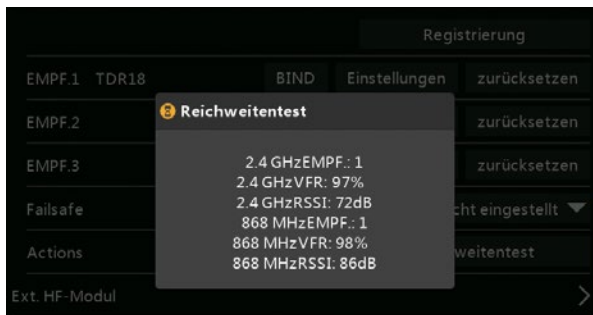 Registrierung
EMPF.1 TDR18 BIND Einstellungen zurücksetzen
Reichweitentest
EMPF.2 zurücksetzen
2.4 GHzEMPF.: 1
EMPF.3 zurücksetzen
2.4 GHzVFR: 97%
2.4 GHzRSSI: 72dB
Failsafe eingestellt
868 MHzEMPF.: 1
868 MHzVFR: 98%
Actions weitentest
868 MHzRSSI: 86dB
Ext. HF-Modul